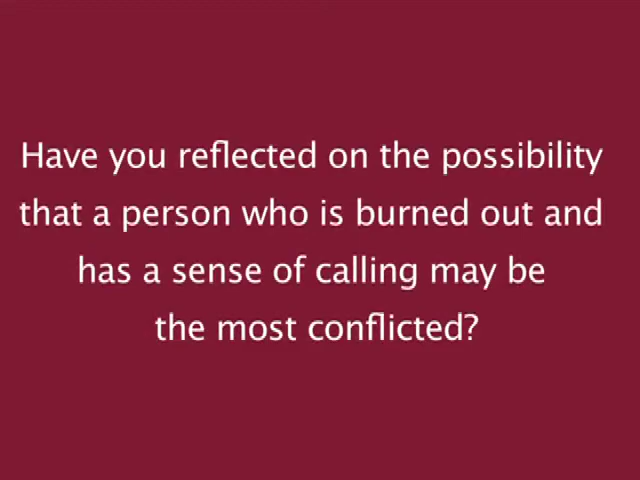 Have you reflected on the possibility
that a person who is burned out and
has a sense of calling may be
the most conflicted?